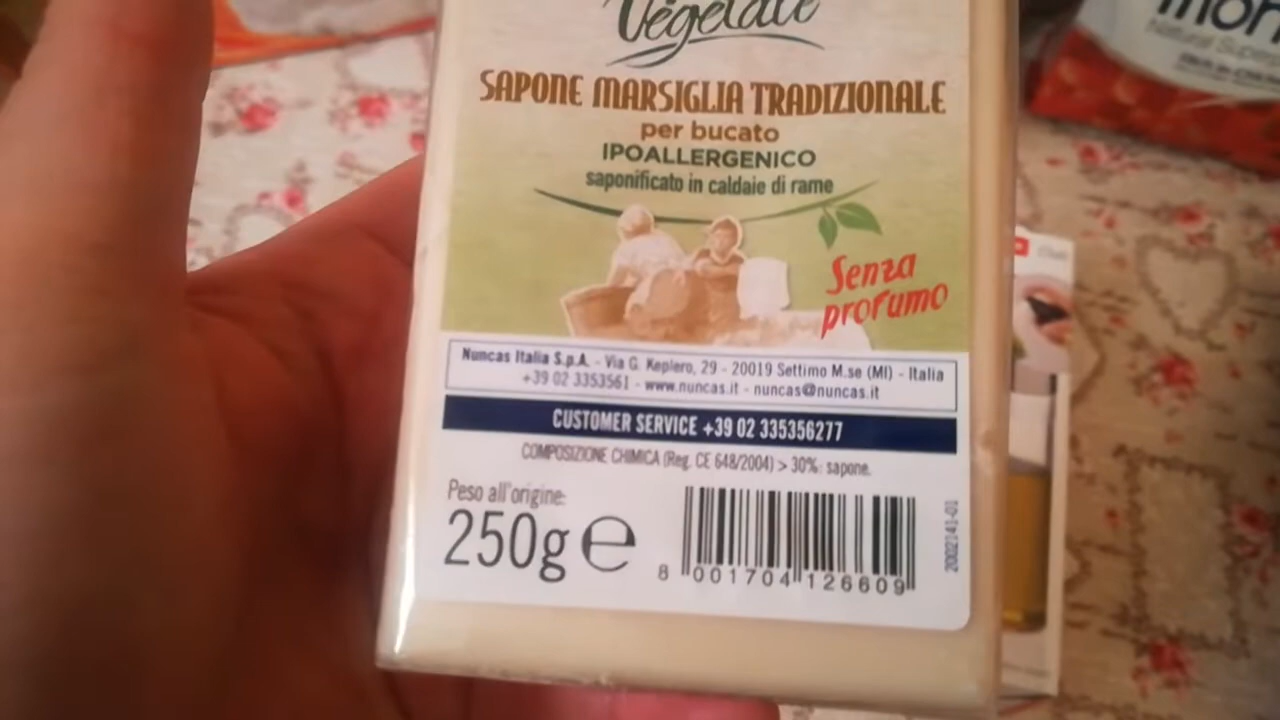 Vegetale
SAPONE MARSIGLIA TRADIZIONALE
per bucato
IPOALLERGENICO
saponificato in caldaie di rame
Senza
profumo
Nuncas Italia S.p.A. - Via G. Keplero, 29 - 20019 Settimo M.se (MI) - Italia
+39 02 3353561 - www.nuncas.it - nuncas@nuncas.it
CUSTOMER SERVICE +39 02 335356277
COMPOSIZIONE CHIMICA (Reg. CE 648/2004) > 30%: sapone.
Peso all'origine:
250g e
8 001704 126609
2002141-01